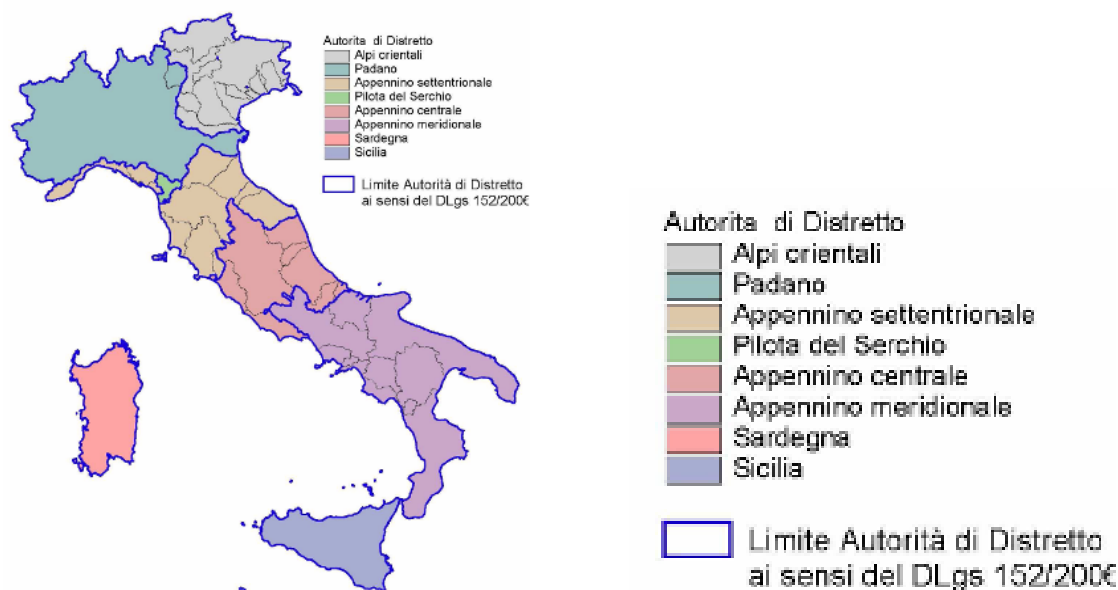 Autorita di Distretto
Alpi orientali
Padano
Appennino settentrionale
Pilota del Serchio
Appennino centrale
Appennino meridionale
Sardegna
Sicilia
Limite Autorità di Distretto
ai sensi del DLgs 152/2006
Autorita di Distretto
Alpi orientali
Padano
Appennino settentrionale
Pilota del Serchio
Appennino centrale
Appennino meridionale
Sardegna
Sicilia
Limite Autorità di Distretto
ai sensi del DLgs 152/2006